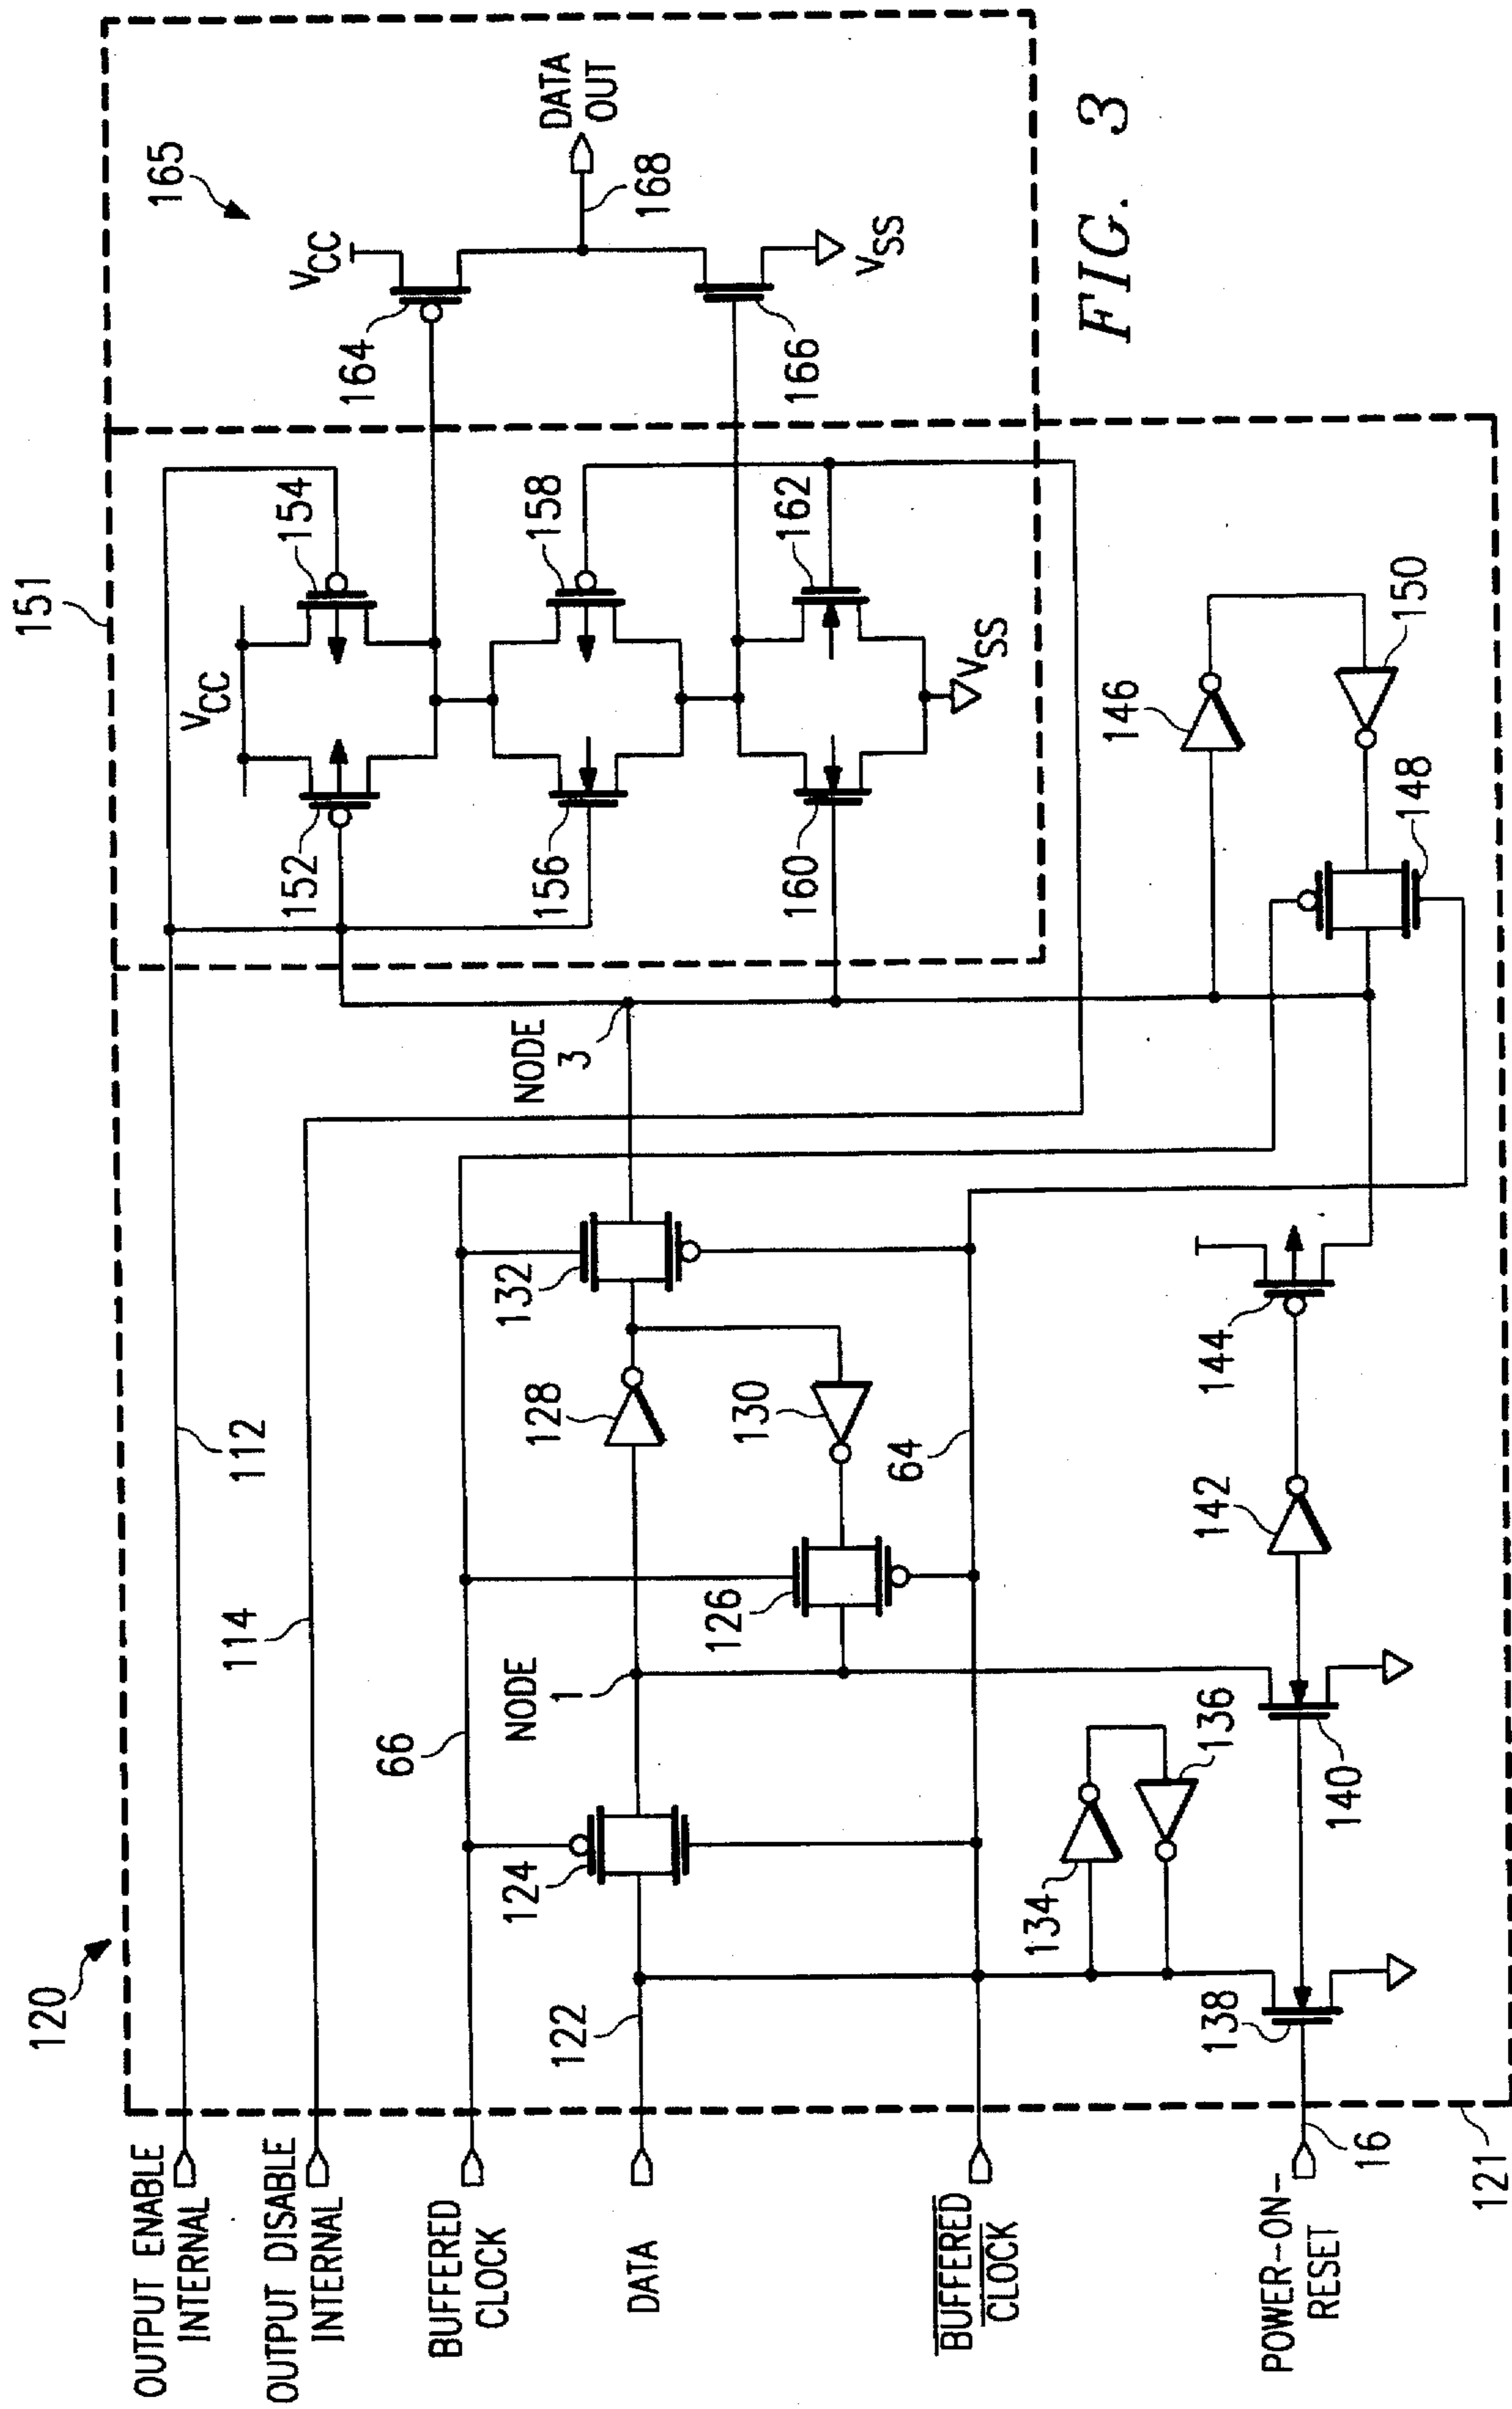 120
121
151
165
OUTPUT ENABLE
INTERNAL
112
OUTPUT DISABLE
INTERNAL
114
BUFFERED
CLOCK
66
DATA
122
124
NODE
1
126
128
130
132
NODE
3
BUFFERED
CLOCK
64
134
136
POWER-ON-
RESET
16
138
140
142
144
146
148
150
VCC
152
154
156
158
160
162
VSS
VCC
164
166
VSS
168
DATA
OUT
FIG. 3